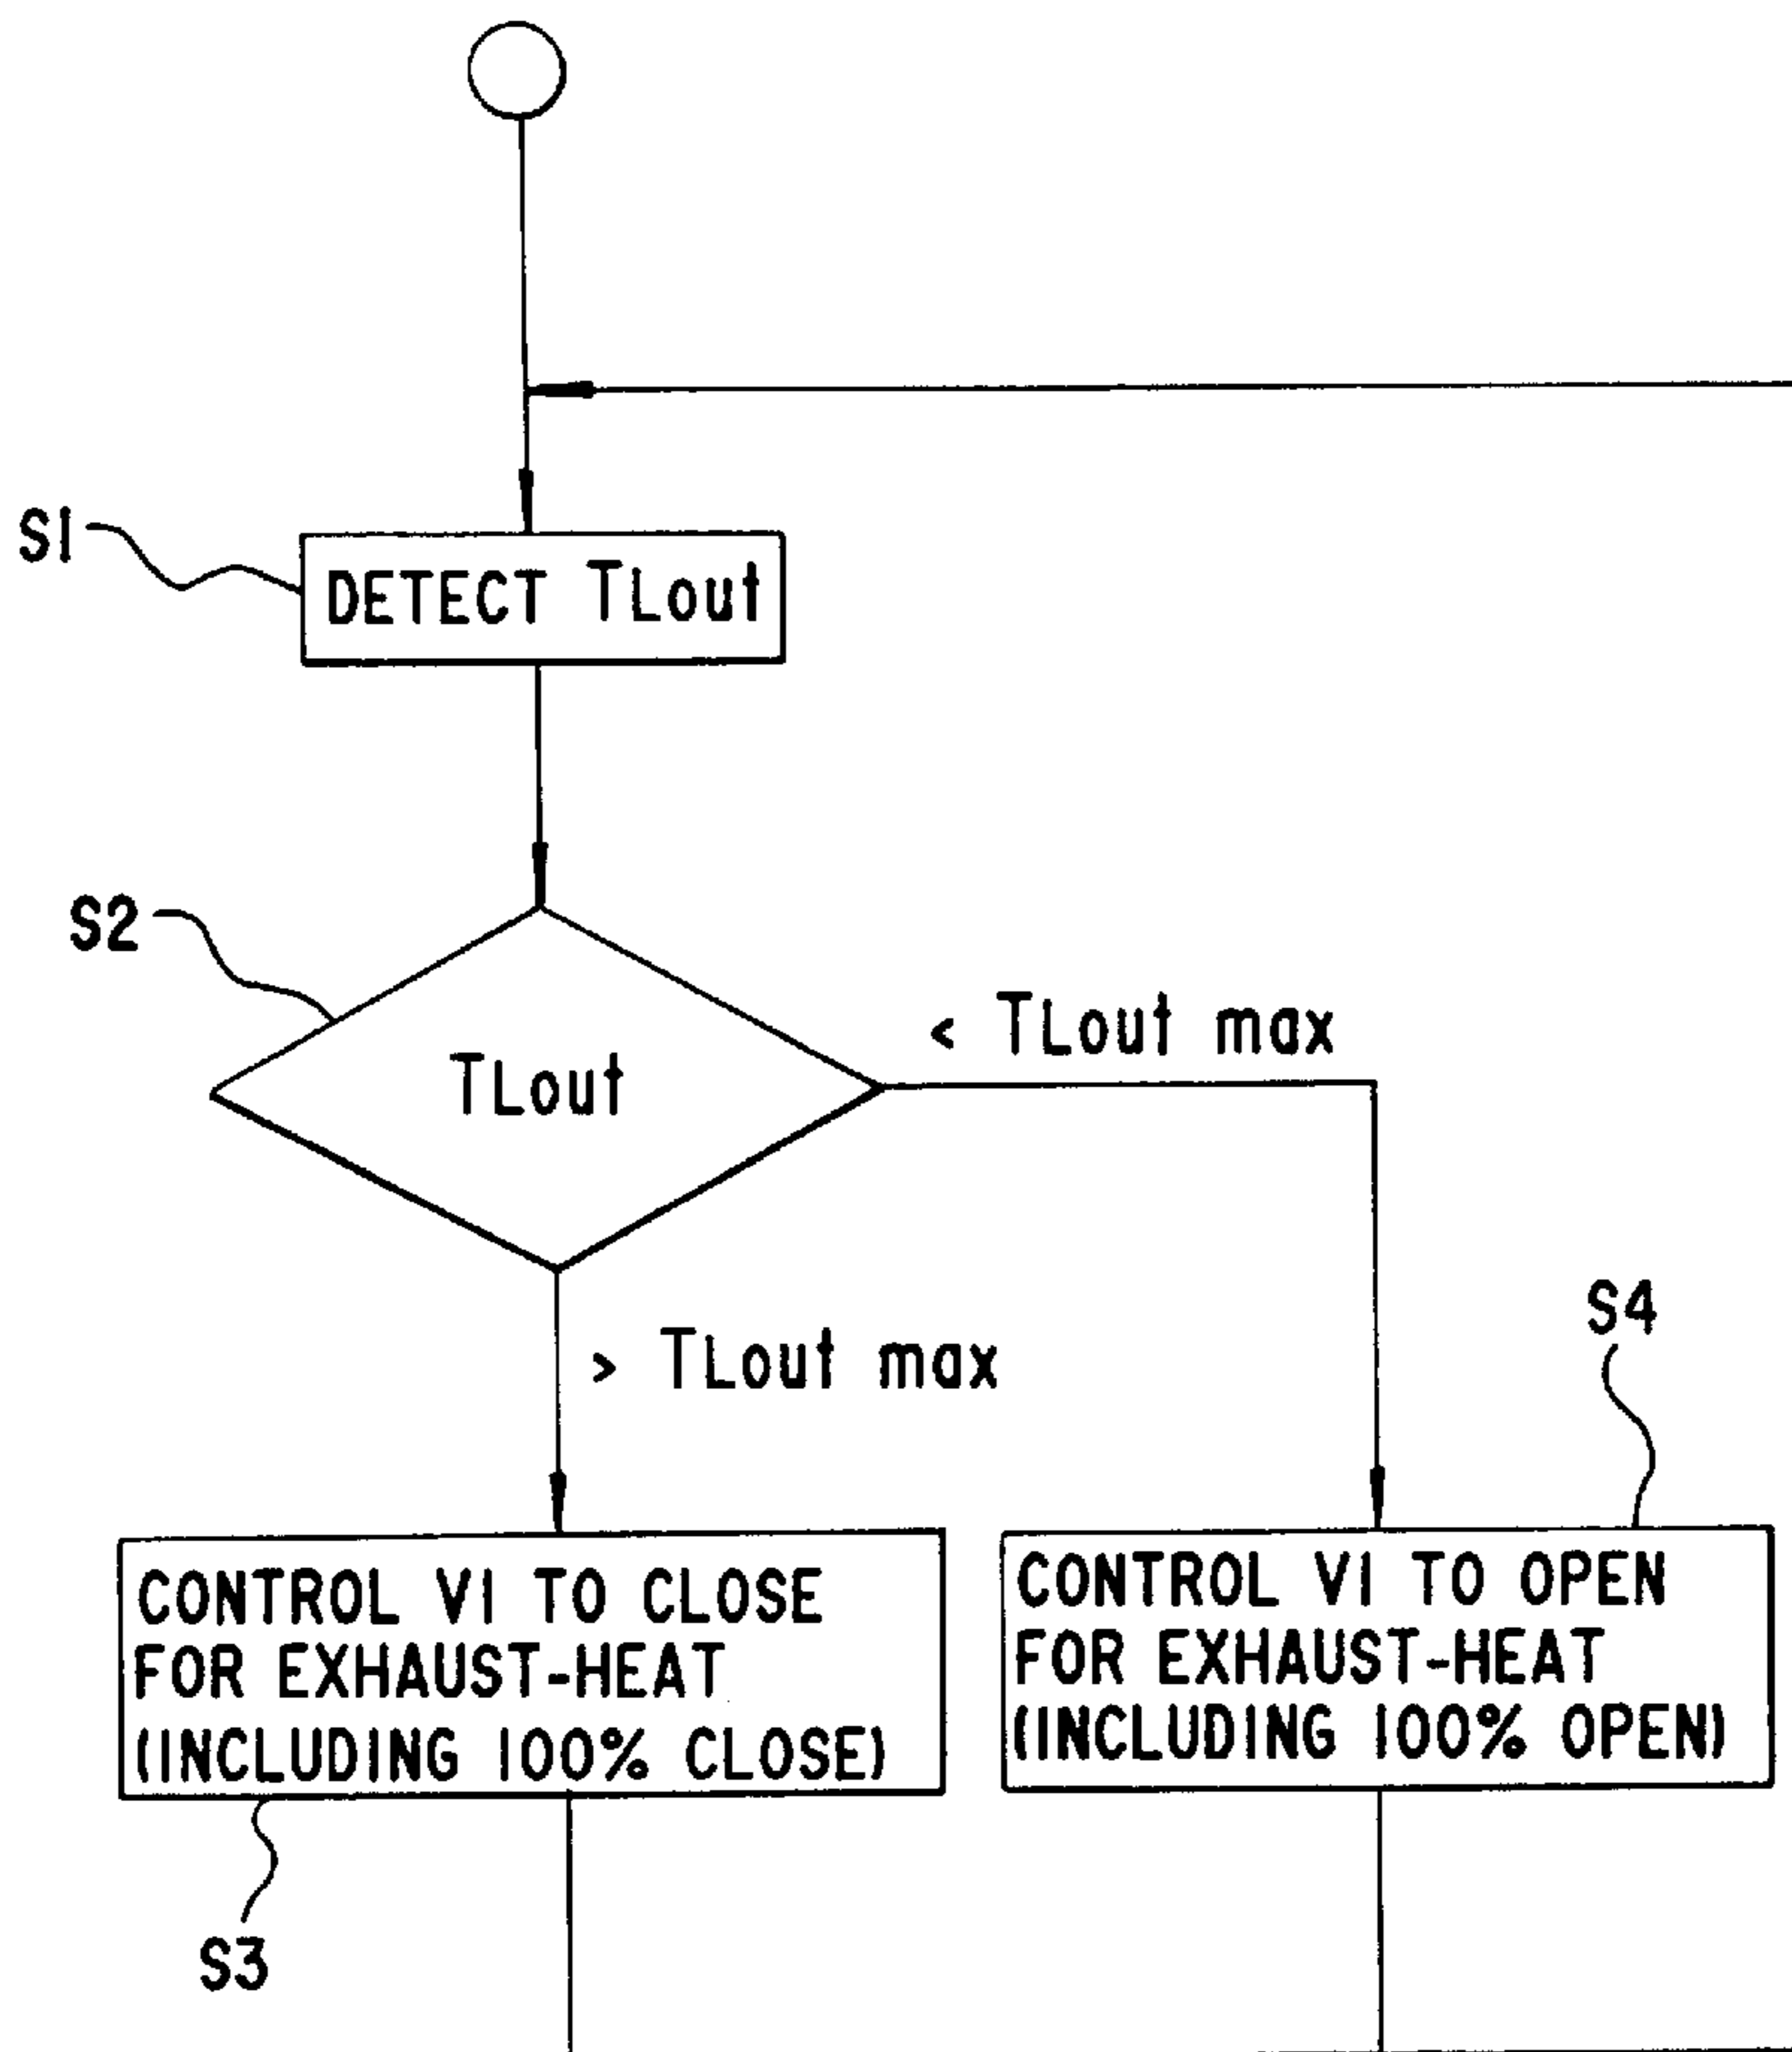 S1
DETECT TLout
S2
TLout
< TLout max
> TLout max
S4
CONTROL V1 TO CLOSE
FOR EXHAUST-HEAT
(INCLUDING 100% CLOSE)
CONTROL V1 TO OPEN
FOR EXHAUST-HEAT
(INCLUDING 100% OPEN)
S3